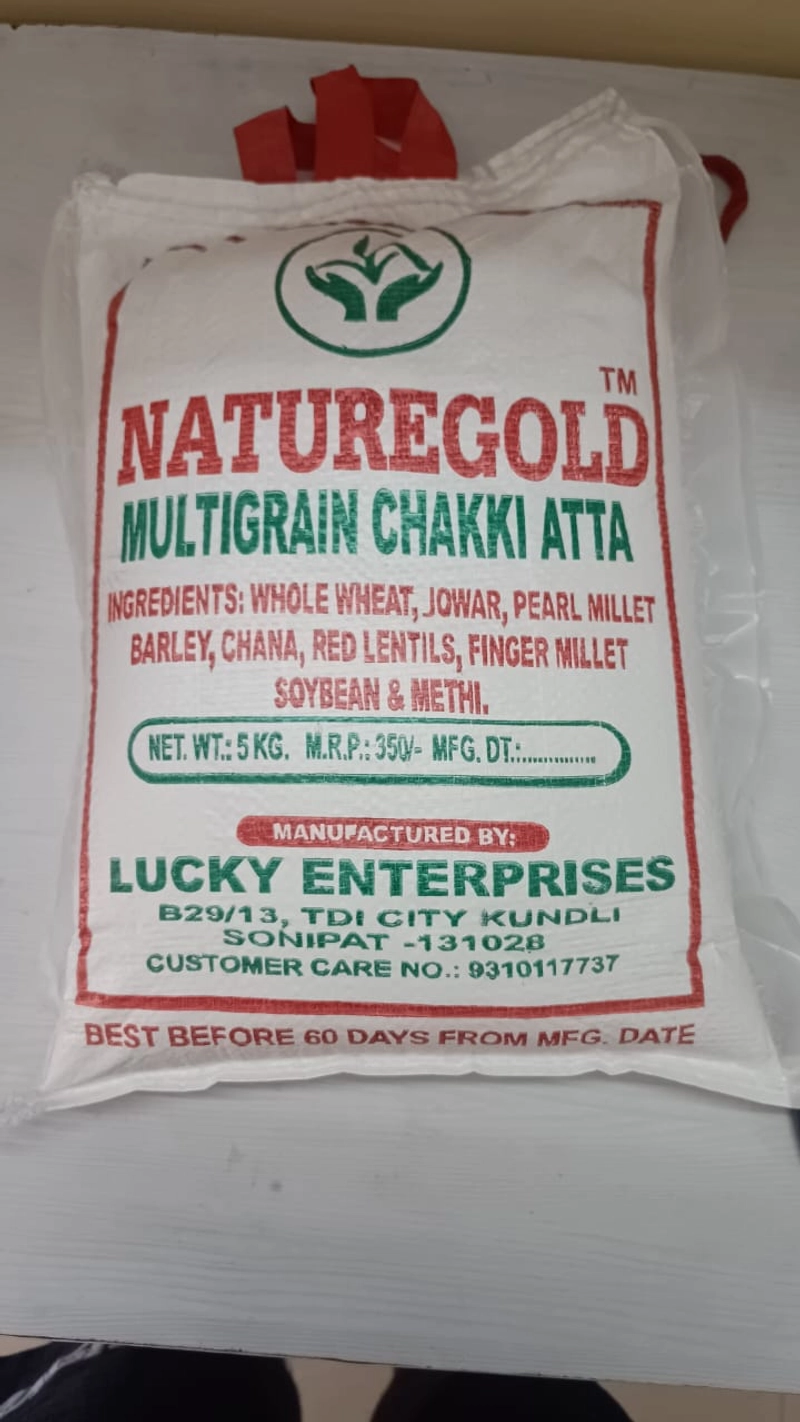 TM
NATUREGOLD
MULTIGRAIN CHAKKI ATTA
INGREDIENTS: WHOLE WHEAT, JOWAR, PEARL MILLET
BARLEY, CHANA, RED LENTILS, FINGER MILLET
SOYBEAN & METHI.
NET. WT.: 5 KG. M.R.P.: 350/- MFG. DT.:................
MANUFACTURED BY:
LUCKY ENTERPRISES
B29/13, TDI CITY KUNDLI
SONIPAT -131028
CUSTOMER CARE NO.: 9310117737
BEST BEFORE 60 DAYS FROM MFG. DATE